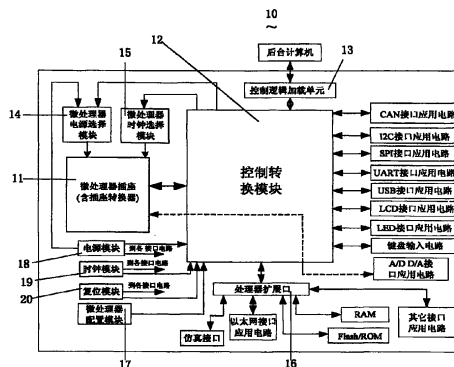 10
后台计算机
15
12
13
控制逻辑加载单元
14
微处理器
电源选择
模块
微处理器
时钟选择
模块
CAN接口应用电路
I2C接口应用电路
SPI接口应用电路
UART接口应用电路
USB接口应用电路
LCD接口应用电路
LED接口应用电路
键盘输入电路
A/D D/A接
口应用电路
11
微处理器插座
(含插座转换器)
控制转
换模块
电源模块
到各接口电路
18
时钟模块
到各接口电路
19
复位模块
到各接口电路
20
微处理器
配置模块
17
处理器扩展口
16
仿真接口
以太网接口
应用电路
RAM
Flash/ROM
其它接口
应用电路